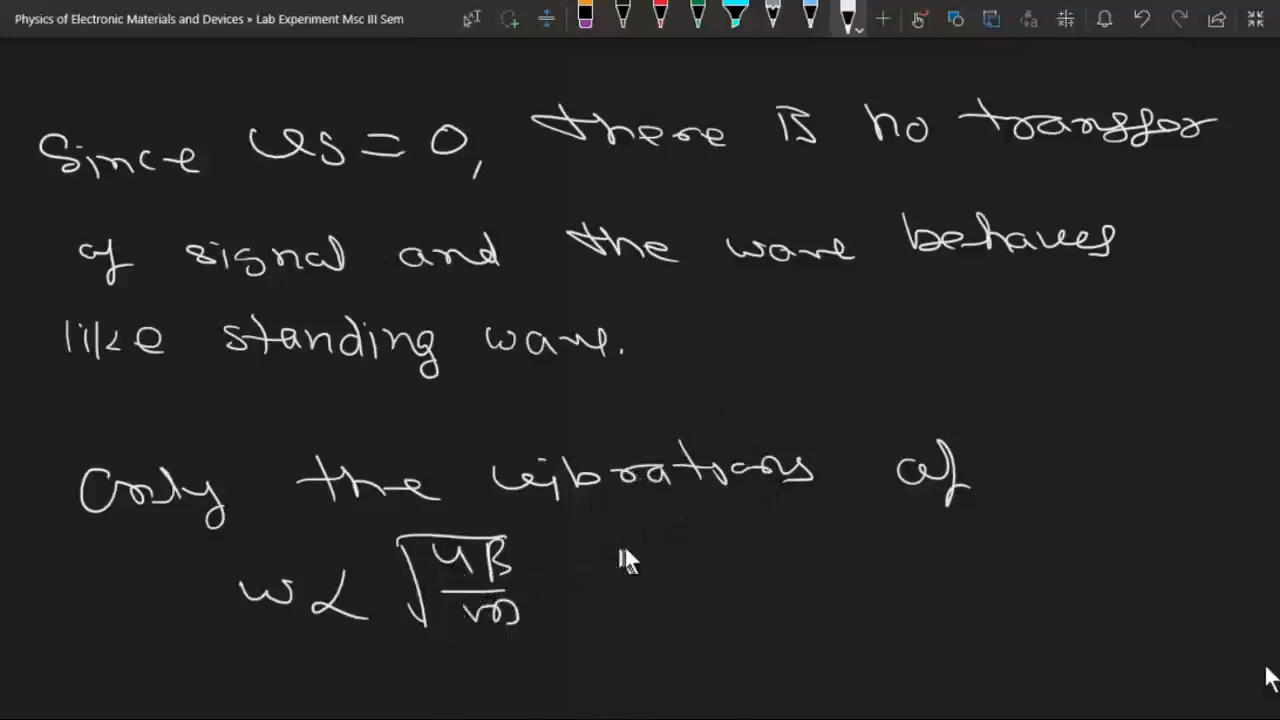 Physics of Electronic Materials and Devices » Lab Experiment Msc III Sem
Since vs = 0, there is no transfer
of signal and the wave behaves
like standing wave.
Only the vibrations of
ω < √(4β/m)